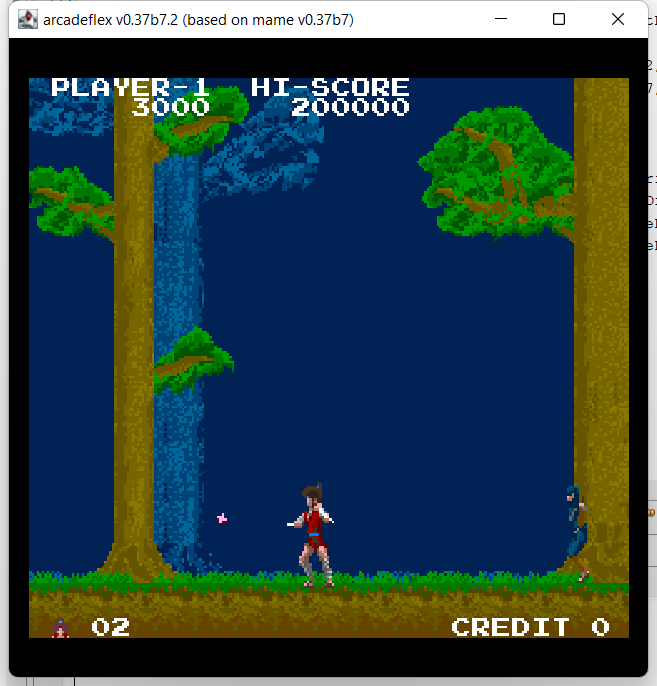 arcadeflex v0.37b7.2 (based on mame v0.37b7)
PLAYER-1 HI-SCORE
3000 200000
02 CREDIT 0